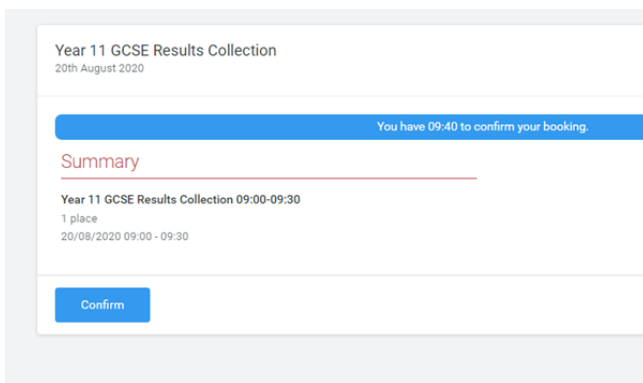 Year 11 GCSE Results Collection
20th August 2020
You have 09:40 to confirm your booking.
Summary
Year 11 GCSE Results Collection 09:00-09:30
1 place
20/08/2020 09:00 - 09:30
Confirm